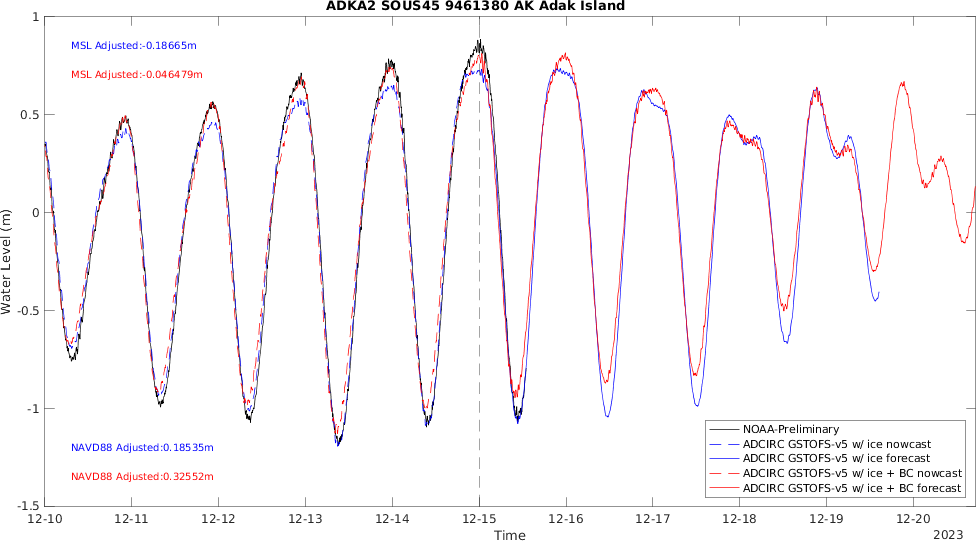 ADKA2 SOUS45 9461380 AK Adak Island
1
MSL Adjusted:-0.18665m
MSL Adjusted:-0.046479m
0.5
0
Water Level (m)
-0.5
-1
NAVD88 Adjusted:0.18535m
NAVD88 Adjusted:0.32552m
-1.5
NOAA-Preliminary
ADCIRC GSTOFS-v5 w/ ice nowcast
ADCIRC GSTOFS-v5 w/ ice forecast
ADCIRC GSTOFS-v5 w/ ice + BC nowcast
ADCIRC GSTOFS-v5 w/ ice + BC forecast
12-10 12-11 12-12 12-13 12-14 12-15 12-16 12-17 12-18 12-19 12-20
Time
2023